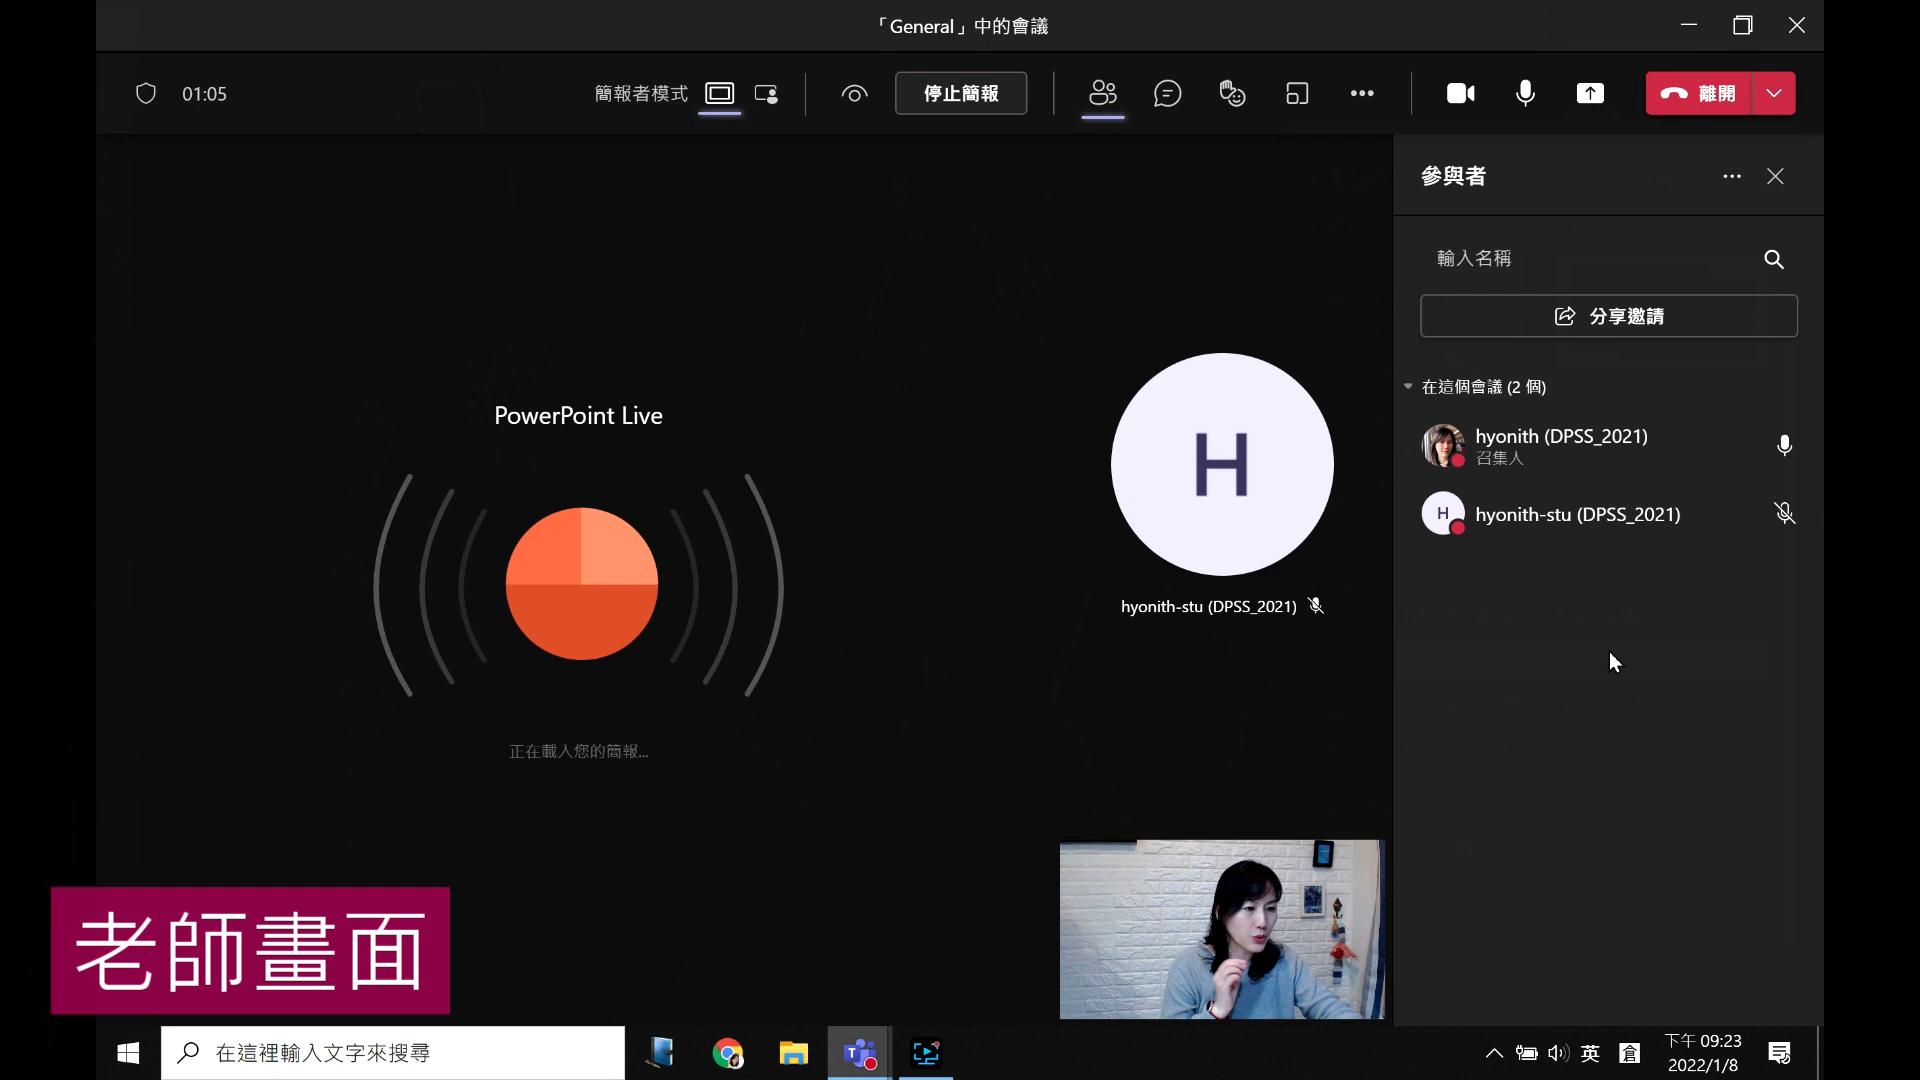 「General」中的會議
01:05
簡報者模式
停止簡報
離開
參與者
輸入名稱
分享邀請
在這個會議 (2 個)
hyonith (DPSS_2021)
召集人
H
hyonith-stu (DPSS_2021)
PowerPoint Live
正在載入您的簡報...
H
hyonith-stu (DPSS_2021)
老師畫面
在這裡輸入文字來搜尋
T
英
倉
下午 09:23
2022/1/8